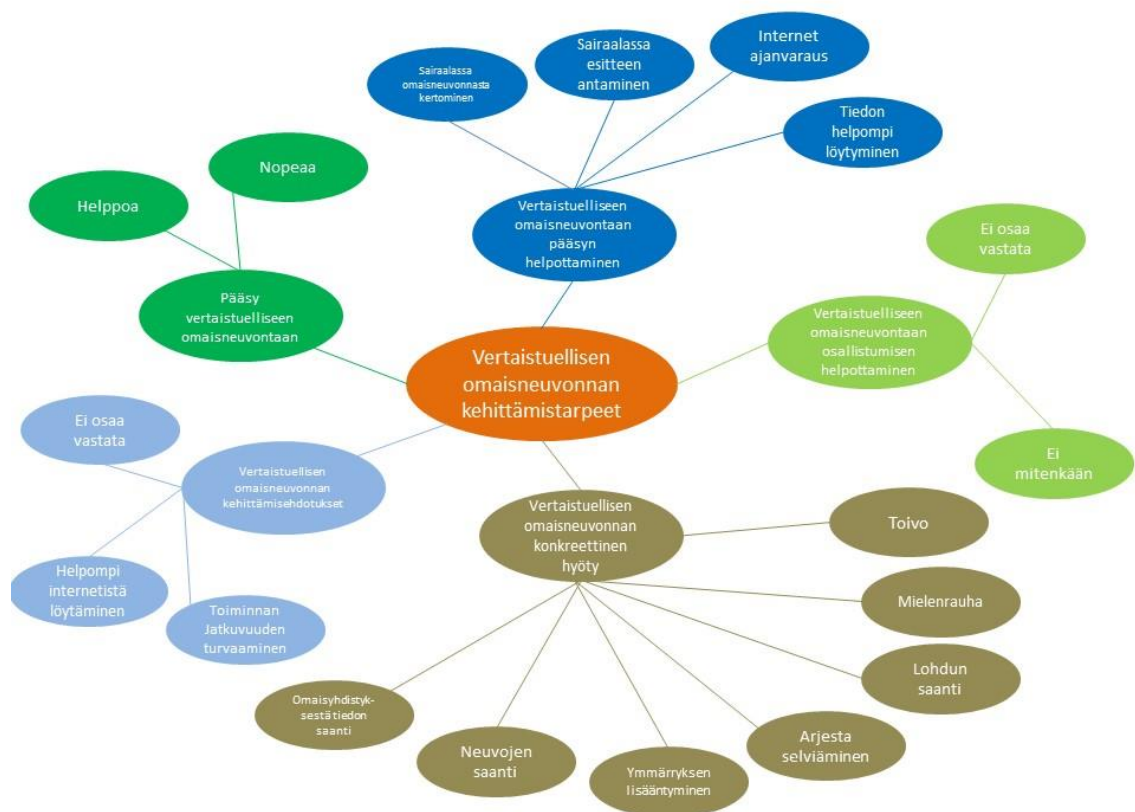 Sairaalassa
omaisneuvonnasta
kertominen
Sairaalassa
esitteen
antaminen
Internet
ajanvaraus
Tiedon
helpompi
löytyminen
Vertaistuelliseen
omaisneuvontaan
pääsyn
helpottaminen
Nopeaa
Helppoa
Pääsy
vertaistuelliseen
omaisneuvontaan
Ei osaa
vastata
Vertaistuelliseen
omaisneuvontaan
osallistumisen
helpottaminen
Ei
mitenkään
Vertaistuellisen
omaisneuvonnan
kehittämistarpeet
Ei osaa
vastata
Vertaistuellisen
omaisneuvonnan
kehittämisehdotukset
Helpompi
internetistä
löytäminen
Toiminnan
Jatkuvuuden
turvaaminen
Vertaistuellisen
omaisneuvonnan
konkreettinen
hyöty
Toivo
Mielenrauha
Lohdun
saanti
Arjesta
selviäminen
Ymmärryksen
lisääntyminen
Neuvojen
saanti
Omaisyhdistyk-
sestä tiedon
saanti